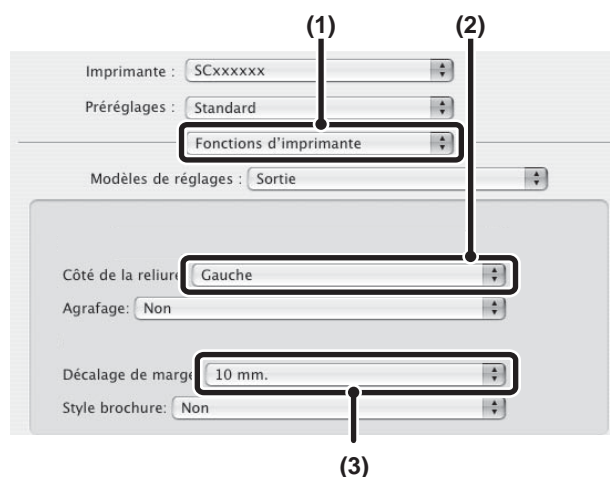 (1) (2)
Imprimante : SCxxxxxx
Préréglages : Standard
Fonctions d'imprimante
Modèles de réglages : Sortie
Côté de la reliure Gauche
Agrafage: Non
Décalage de marge 10 mm.
Style brochure: Non
(3)